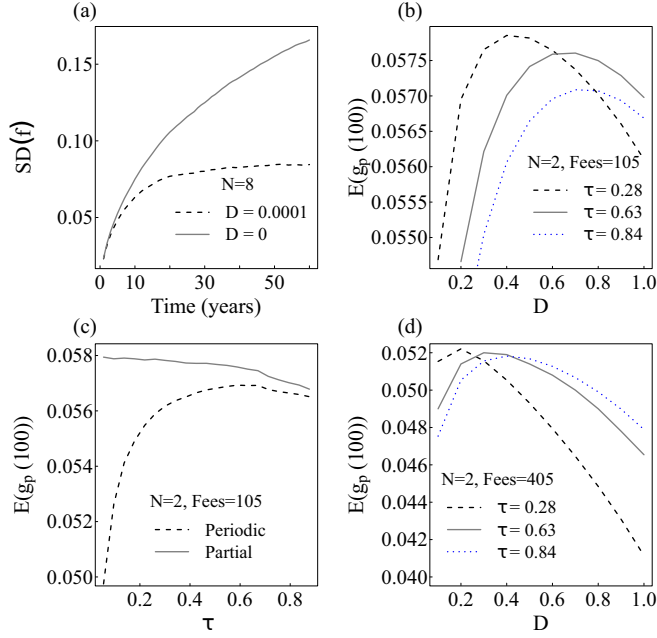 (a)
SD(f)
0.15
0.10
0.05
N=8
D = 0.0001
D = 0
0 10 30 50
Time (years)
(b)
E(gp (100))
0.0575
0.0570
0.0565
0.0560
0.0555
0.0550
N=2, Fees=105
τ = 0.28
τ = 0.63
τ = 0.84
0.2 0.4 0.6 0.8 1.0
D
(c)
E(gp (100))
0.058
0.056
0.054
0.052
0.050
N=2, Fees=105
Periodic
Partial
0.2 0.4 0.6 0.8
τ
(d)
E(gp (100))
0.052
0.050
0.048
0.046
0.044
0.042
0.040
N=2, Fees=405
τ = 0.28
τ = 0.63
τ = 0.84
0.2 0.4 0.6 0.8 1.0
D